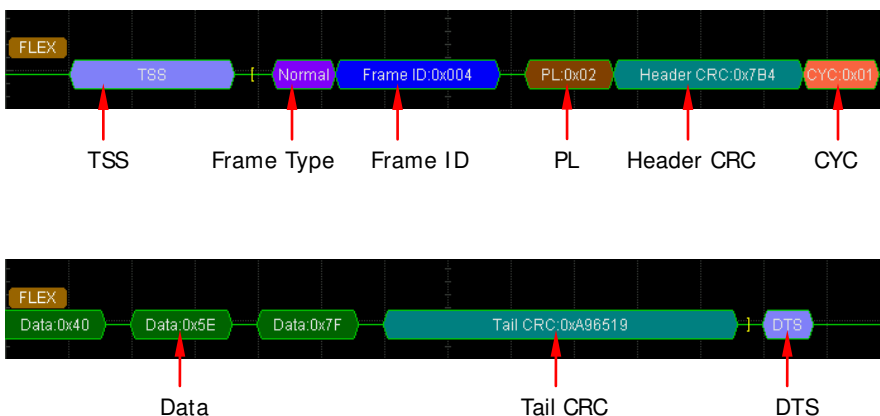 FLEX
TSS [ Normal Frame ID:0x004 PL:0x02 Header CRC:0x7B4 CYC:0x01
TSS Frame Type Frame ID PL Header CRC CYC
FLEX
Data:0x40 Data:0x5E Data:0x7F Tail CRC:0xA96519 ] DTS
Data Tail CRC DTS